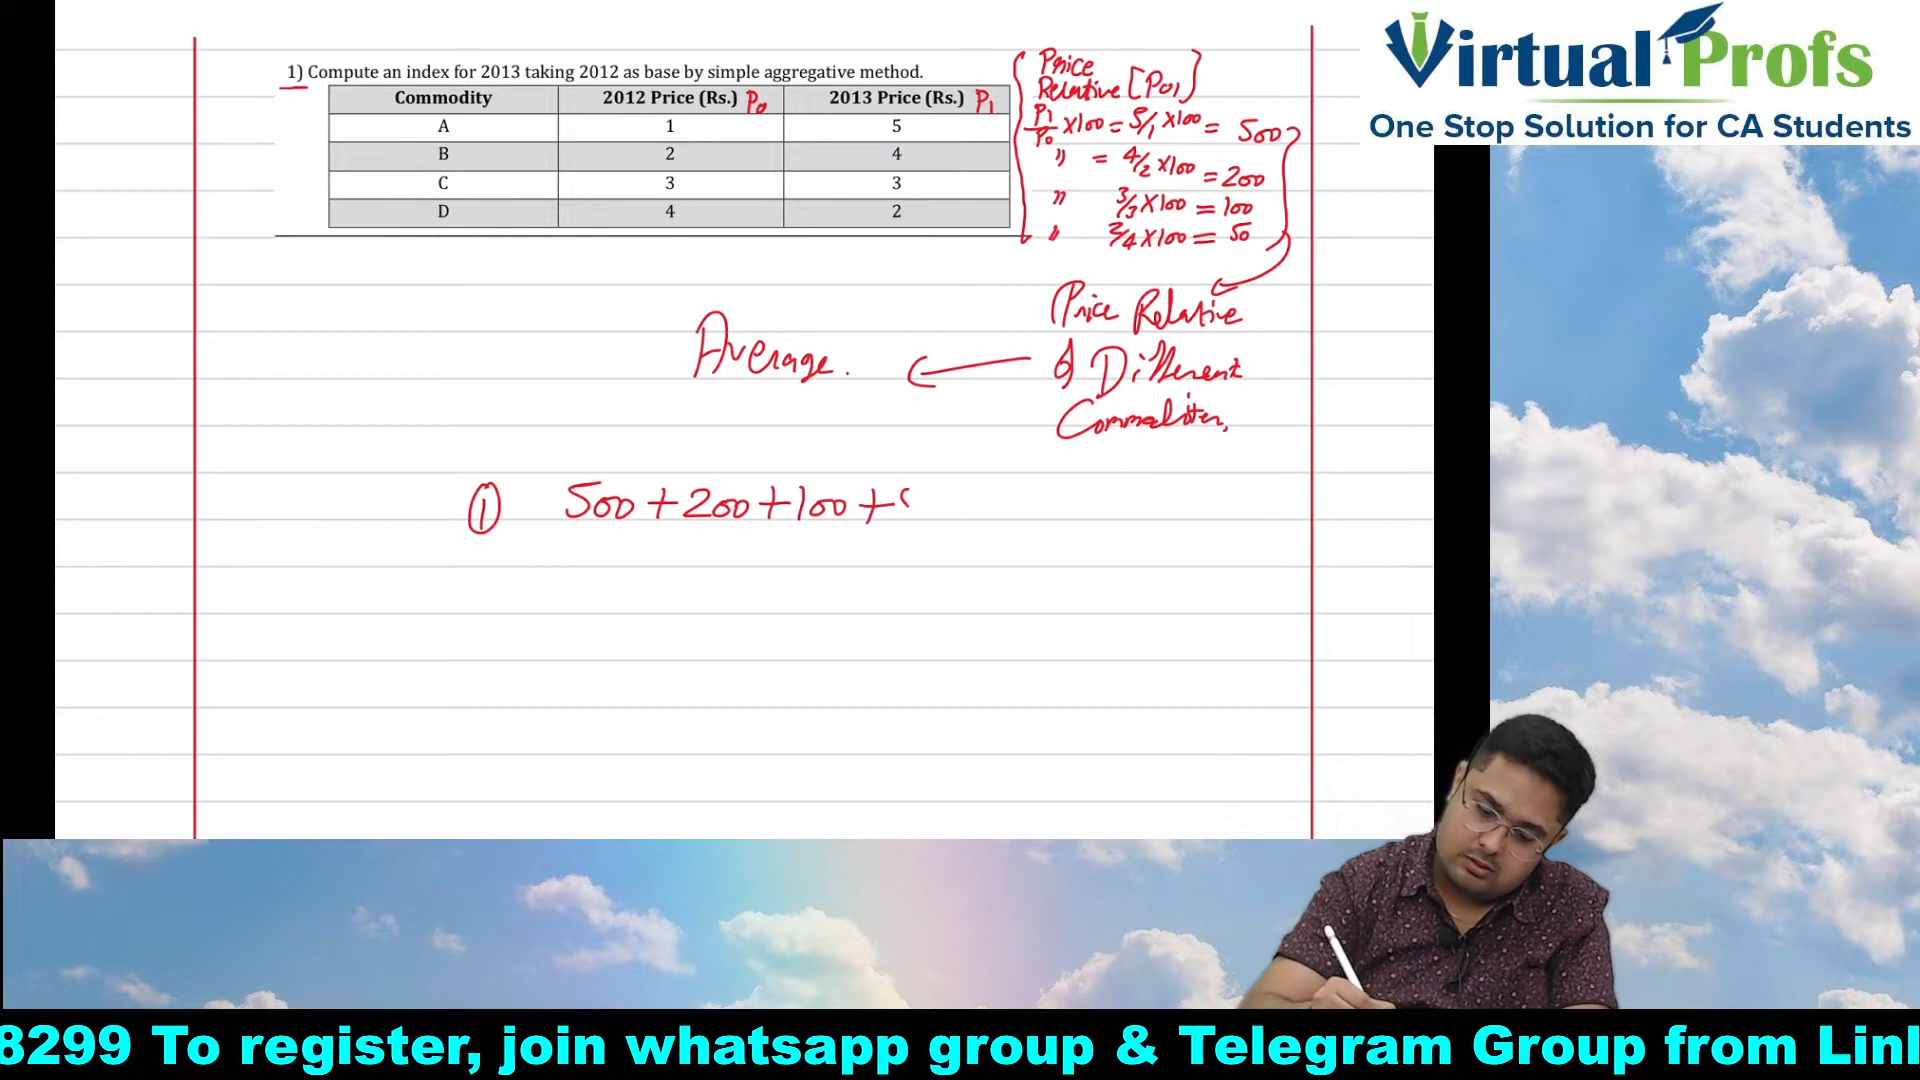 Virtual Profs
One Stop Solution for CA Students
1) Compute an index for 2013 taking 2012 as base by simple aggregative method.
Commodity 2012 Price (Rs.) P0 2013 Price (Rs.) P1
A 1 5
B 2 4
C 3 3
D 4 2
Price
Relative [P01]
P1/P0 x100 = 5/1 x100 = 500
" = 4/2 x100 = 200
" 3/3 x100 = 100
" 2/4 x100 = 50
Price Relative
of Different
Commodities,
Average.
① 500 + 200 + 100 +
8299 To register, join whatsapp group & Telegram Group from Linl